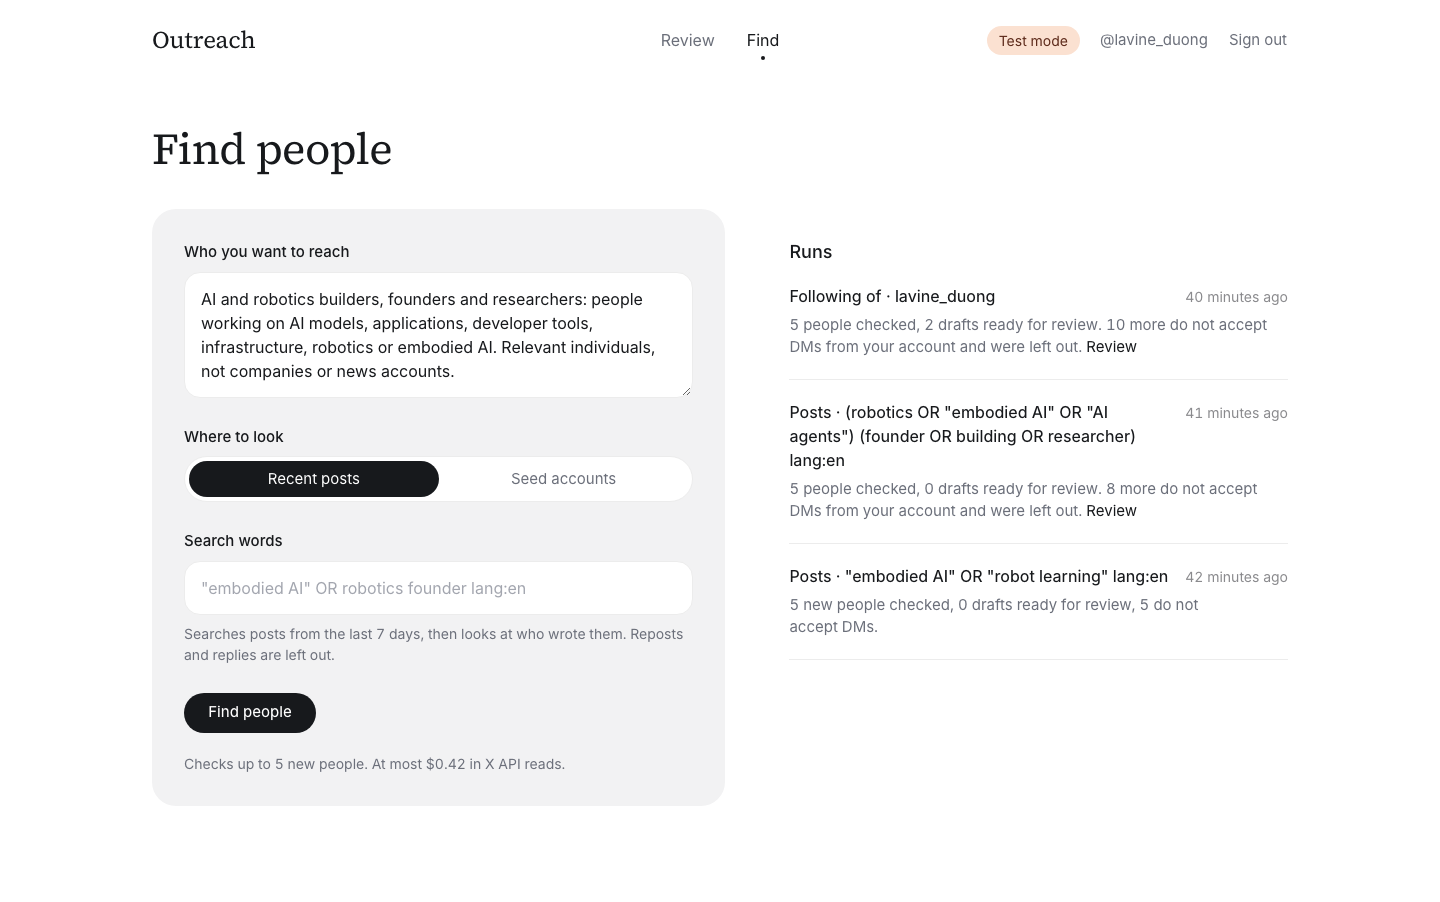 Outreach
Review
Find
Test mode
@lavine_duong
Sign out
Find people
Who you want to reach
AI and robotics builders, founders and researchers: people
working on AI models, applications, developer tools,
infrastructure, robotics or embodied AI. Relevant individuals,
not companies or news accounts.
Where to look
Recent posts
Seed accounts
Search words
"embodied AI" OR robotics founder lang:en
Searches posts from the last 7 days, then looks at who wrote them. Reposts
and replies are left out.
Find people
Checks up to 5 new people. At most $0.42 in X API reads.
Runs
Following of · lavine_duong
40 minutes ago
5 people checked, 2 drafts ready for review. 10 more do not accept
DMs from your account and were left out. Review
Posts · (robotics OR "embodied AI" OR "AI
agents") (founder OR building OR researcher)
lang:en
41 minutes ago
5 people checked, 0 drafts ready for review. 8 more do not accept
DMs from your account and were left out. Review
Posts · "embodied AI" OR "robot learning" lang:en
42 minutes ago
5 new people checked, 0 drafts ready for review, 5 do not
accept DMs.